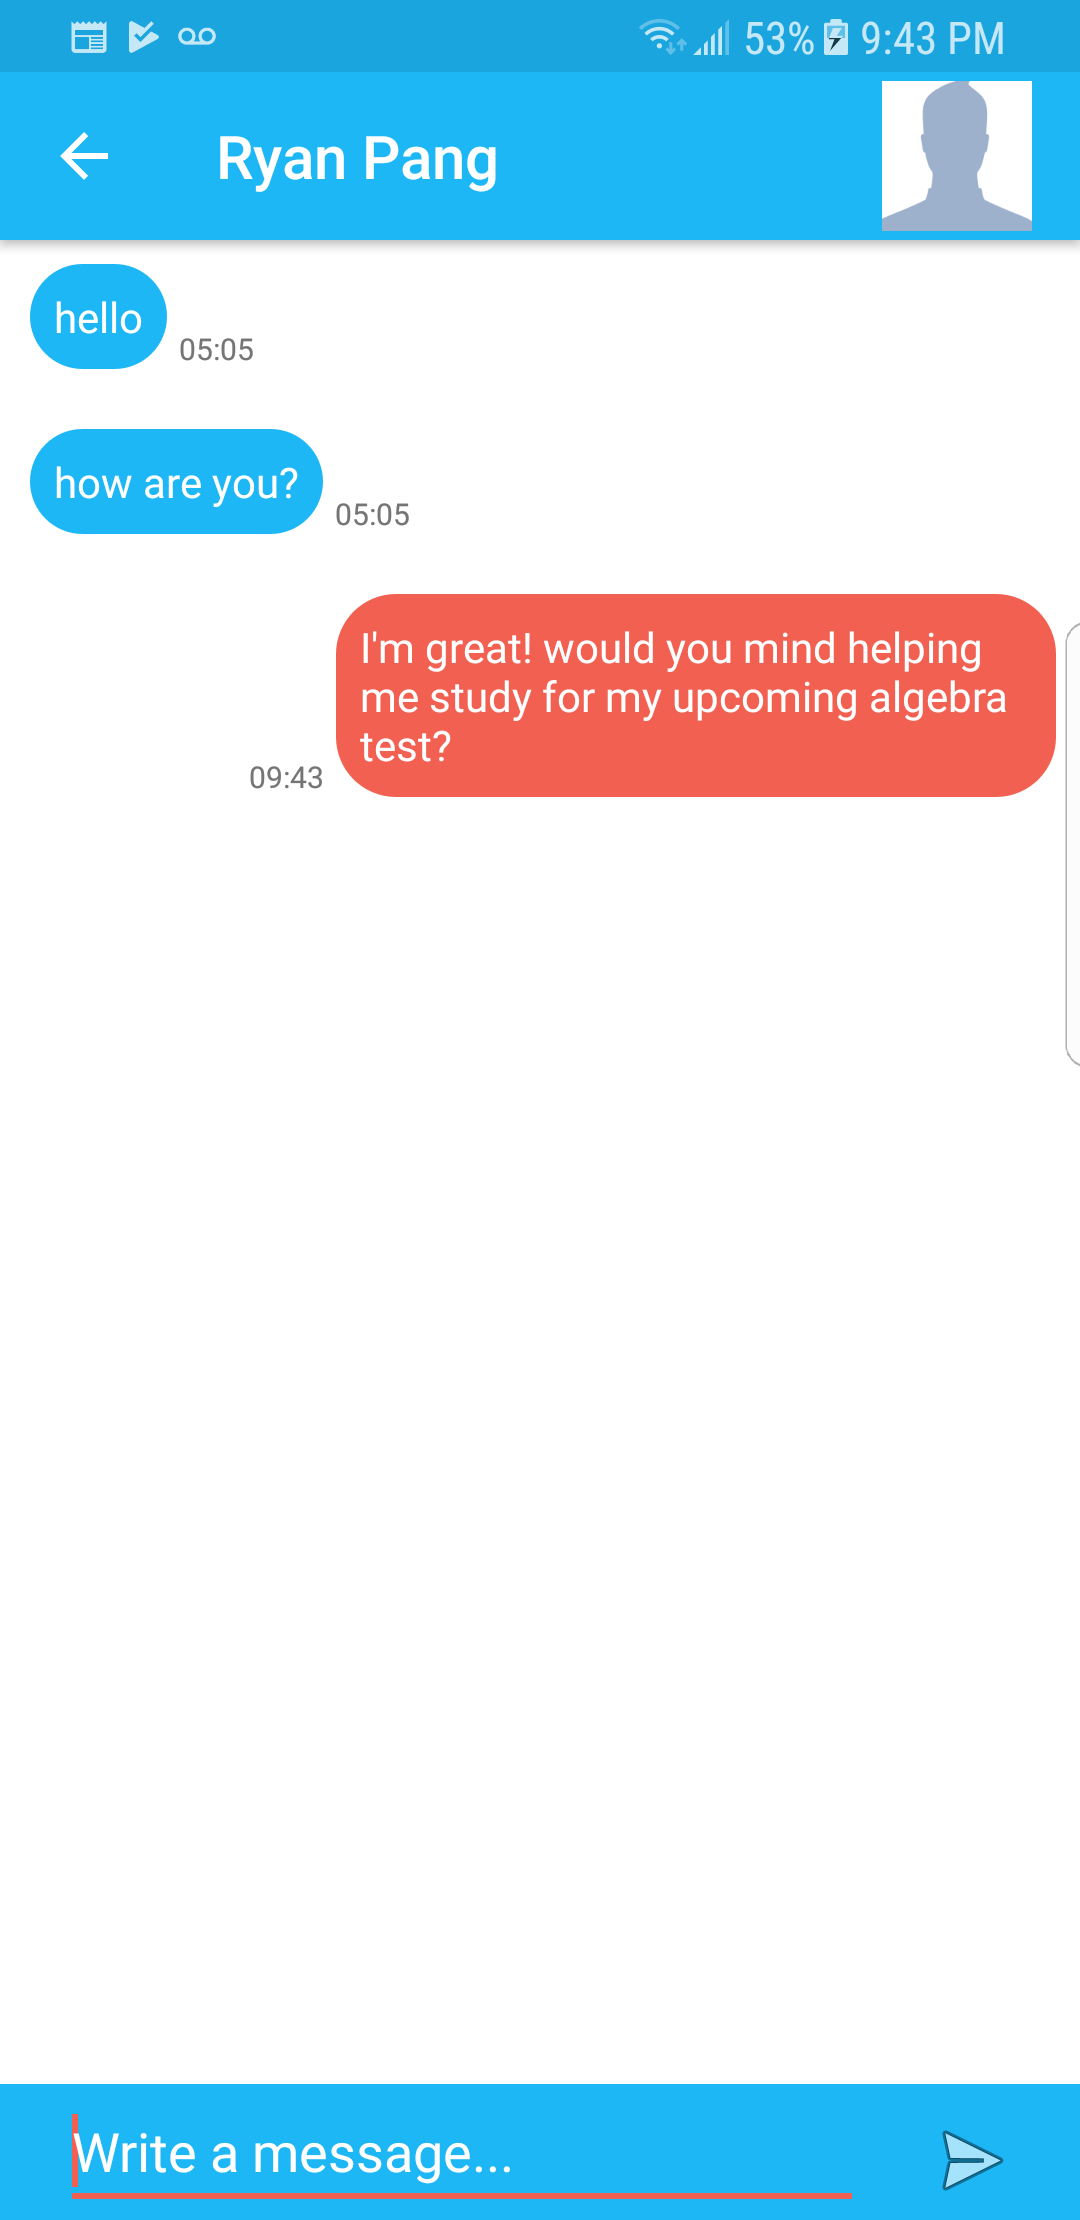 53% 9:43 PM
Ryan Pang
hello
05:05
how are you?
05:05
I'm great! would you mind helping
me study for my upcoming algebra
test?
09:43
Write a message...